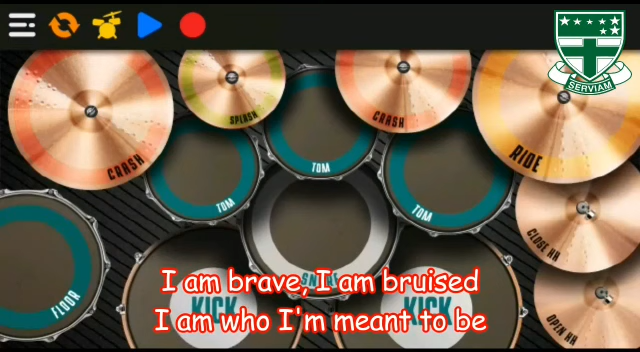 SERVIAM
SPLASH
CRASH
CRASH
RIDE
TOM
TOM
TOM
CLOSE HH
FLOOR
SNARE
KICK
KICK
OPEN HH
I am brave, I am bruised
I am who I'm meant to be